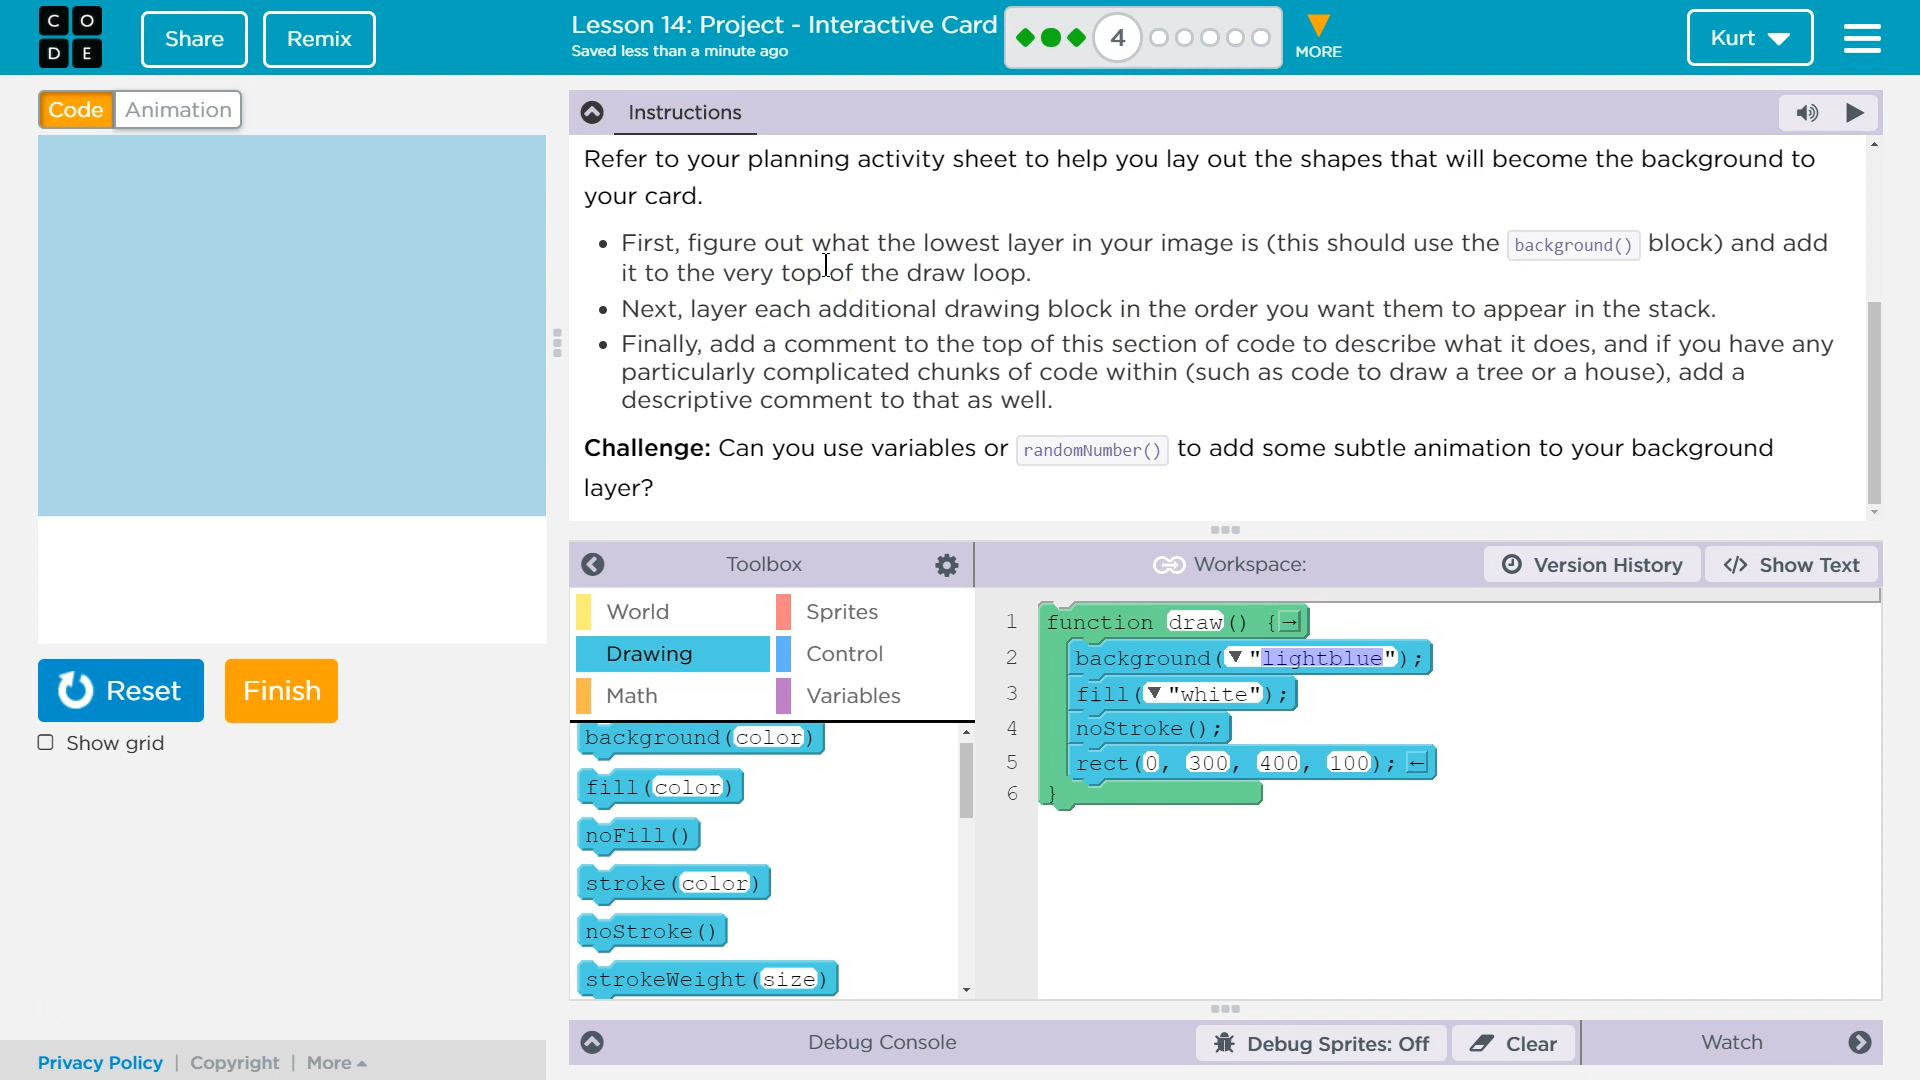 CODE
Share
Remix
Lesson 14: Project - Interactive Card
Saved less than a minute ago
4
MORE
Kurt
Code
Animation
Instructions
Refer to your planning activity sheet to help you lay out the shapes that will become the background to
your card.
• First, figure out what the lowest layer in your image is (this should use the background() block) and add
it to the very top of the draw loop.
• Next, layer each additional drawing block in the order you want them to appear in the stack.
• Finally, add a comment to the top of this section of code to describe what it does, and if you have any
particularly complicated chunks of code within (such as code to draw a tree or a house), add a
descriptive comment to that as well.
Challenge: Can you use variables or randomNumber() to add some subtle animation to your background
layer?
Reset
Finish
Show grid
Toolbox
World
Sprites
Drawing
Control
Math
Variables
background(color)
fill(color)
noFill()
stroke(color)
noStroke()
strokeWeight(size)
Workspace:
Version History
</> Show Text
1 function draw() {→
2 background(▼"lightblue");
3 fill(▼"white");
4 noStroke();
5 rect(0, 300, 400, 100); ←
6 }
Debug Console
Debug Sprites: Off
Clear
Watch
Privacy Policy | Copyright | More